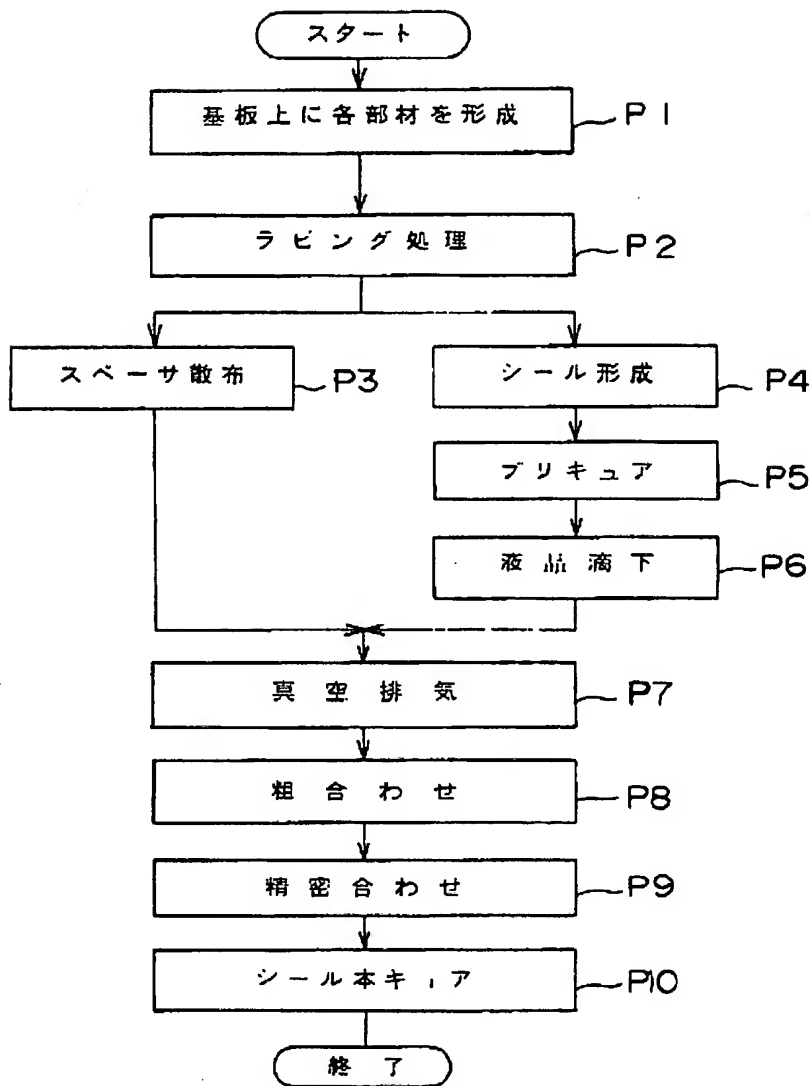 スタート
基板上に各部材を形成
P1
ラビング処理
P2
スペーサ散布
P3
シール形成
P4
プリキュア
P5
液晶滴下
P6
真空排気
P7
粗合わせ
P8
精密合わせ
P9
シール本キュア
P10
終了